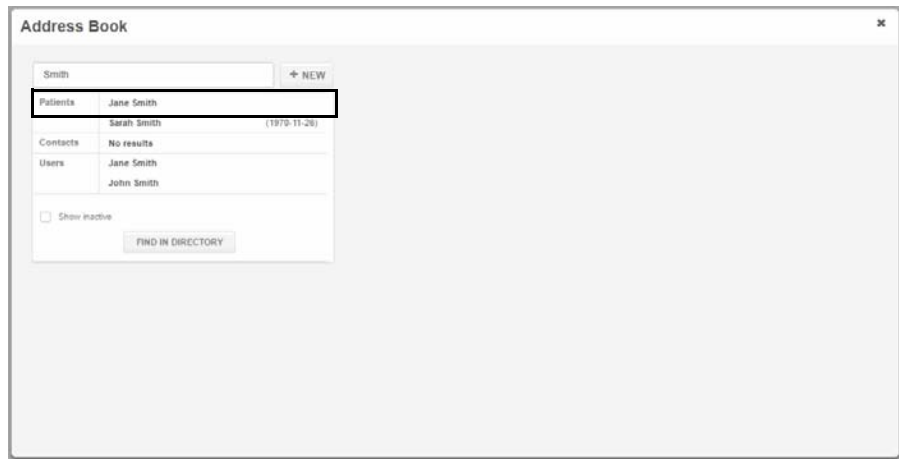 Address Book ×
Smith + NEW
Patients Jane Smith
Sarah Smith (1970-11-26)
Contacts No results
Users Jane Smith
John Smith
Show inactive
FIND IN DIRECTORY